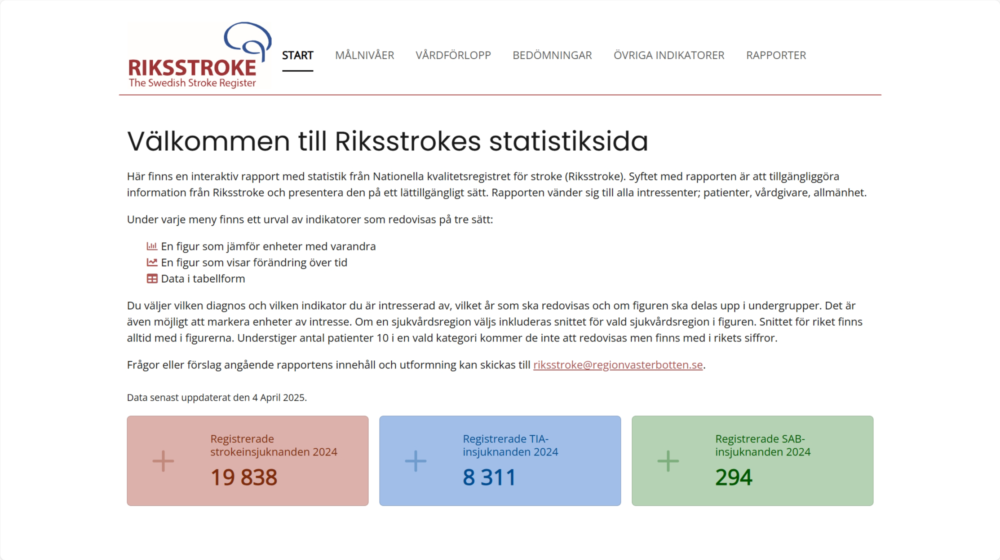 RIKSSTROKE
The Swedish Stroke Register
START MÅLNIVÅER VÅRDFÖRLOPP BEDÖMNINGAR ÖVRIGA INDIKATORER RAPPORTER
Välkommen till Riksstrokes statistiksida
Här finns en interaktiv rapport med statistik från Nationella kvalitetsregistret för stroke (Riksstroke). Syftet med rapporten är att tillgängliggöra
information från Riksstroke och presentera den på ett lättillgängligt sätt. Rapporten vänder sig till alla intressenter; patienter, vårdgivare, allmänhet.
Under varje meny finns ett urval av indikatorer som redovisas på tre sätt:
En figur som jämför enheter med varandra
En figur som visar förändring över tid
Data i tabellform
Du väljer vilken diagnos och vilken indikator du är intresserad av, vilket år som ska redovisas och om figuren ska delas upp i undergrupper. Det är
även möjligt att markera enheter av intresse. Om en sjukvårdsregion väljs inkluderas snittet för vald sjukvårdsregion i figuren. Snittet för riket finns
alltid med i figurerna. Understiger antal patienter 10 i en vald kategori kommer de inte att redovisas men finns med i rikets siffror.
Frågor eller förslag angående rapportens innehåll och utformning kan skickas till riksstroke@regionvasterbotten.se.
Data senast uppdaterat den 4 April 2025.
Registrerade
strokeinsjuknanden 2024
19 838
Registrerade TIA-
insjuknanden 2024
8 311
Registrerade SAB-
insjuknanden 2024
294